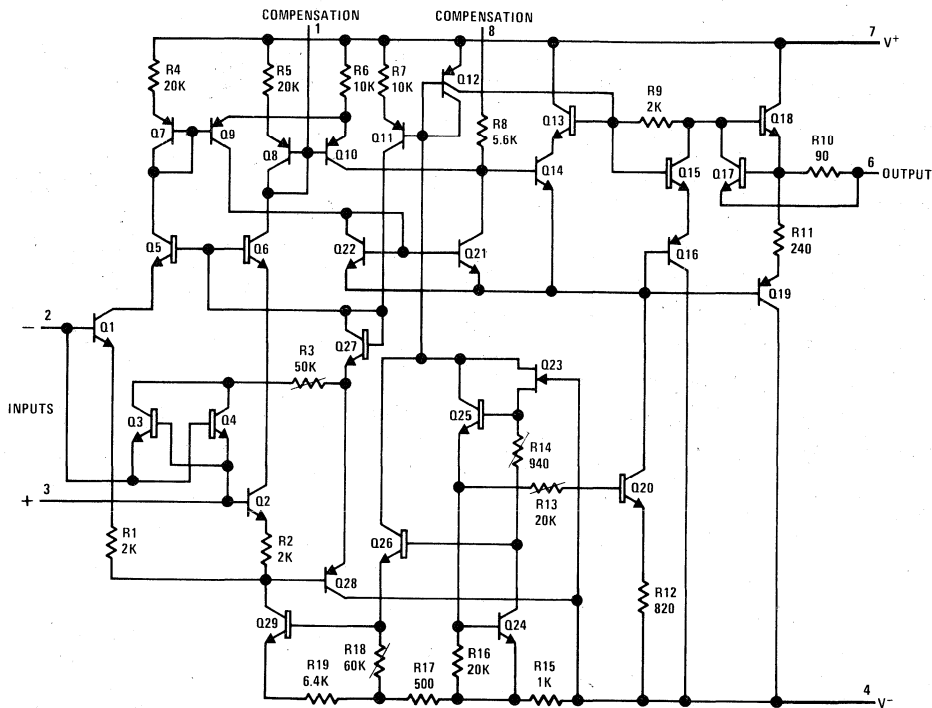 COMPENSATION COMPENSATION
1 8
7 V+
R4 20K
R5 20K
R6 10K
R7 10K
Q12
R9 2K
Q13
Q18
R8 5.6K
Q7
Q9
Q8
Q10
Q11
Q14
Q15
Q17
R10 90
6 OUTPUT
Q5
Q6
Q22
Q21
Q16
R11 240
Q19
2
−
Q1
Q27
R3 50K
Q23
INPUTS
Q3
Q4
Q25
R14 940
3
+
Q2
R13 20K
Q20
R1 2K
R2 2K
Q26
Q28
R12 820
Q29
R18 60K
Q24
R16 20K
R19 6.4K
R17 500
R15 1K
4 V−